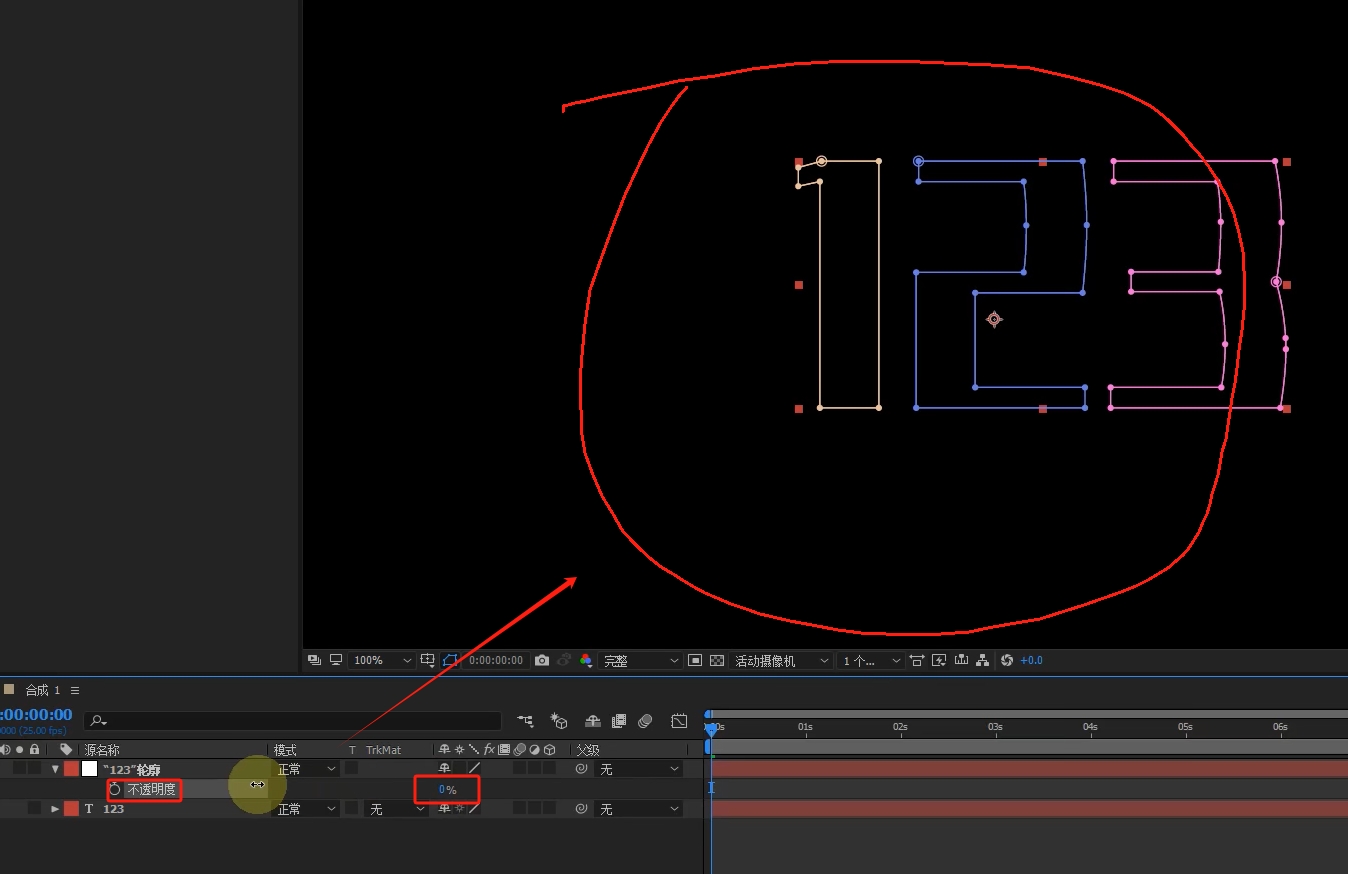 100%
0:00:00:00
完整
活动摄像机
1 个...
+0.0
合成 1
:00:00:00
000 (25.00 fps)
:00s 01s 02s 03s 04s 05s 06s
源名称 模式 T TrkMat fx 父级
“123”轮廓 正常 无
不透明度 0%
T 123 正常 无 无